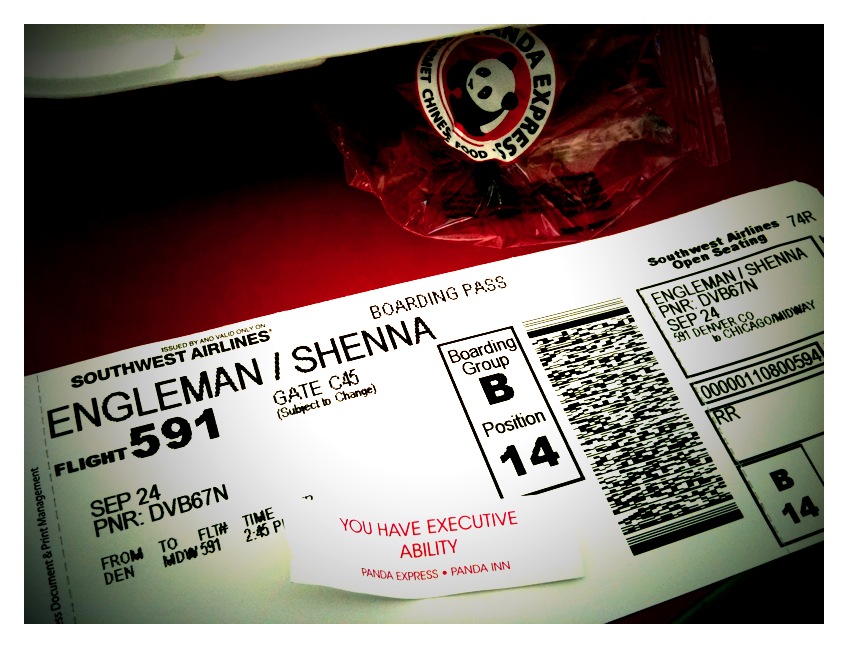 PANDA EXPRESS
GOURMET CHINESE FOOD
BOARDING PASS
ISSUED BY AND VALID ONLY ON
SOUTHWEST AIRLINES
ENGLEMAN / SHENNA
FLIGHT 591
GATE C45
(Subject to Change)
Boarding
Group
B
Position
14
SEP 24
PNR: DVB67N
FROM TO FLT# TIME
DEN MDW 591 2:45
YOU HAVE EXECUTIVE
ABILITY
PANDA EXPRESS • PANDA INN
Document & Print Management
Southwest Airlines
Open Seating
74R
ENGLEMAN / SHENNA
PNR: DVB67N
SEP 24
591 DENVER, CO
to CHICAGO/MIDWAY
00000110800594
RR
B
14